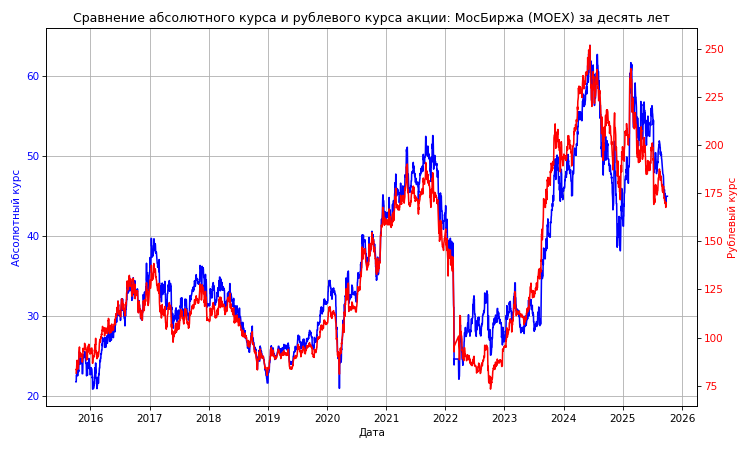 Сравнение абсолютного курса и рублевого курса акции: МосБиржа (MOEX) за десять лет
Абсолютный курс
60
50
40
30
20
250
225
200
175
150
125
100
75
Рублевый курс
2016 2017 2018 2019 2020 2021 2022 2023 2024 2025 2026
Дата